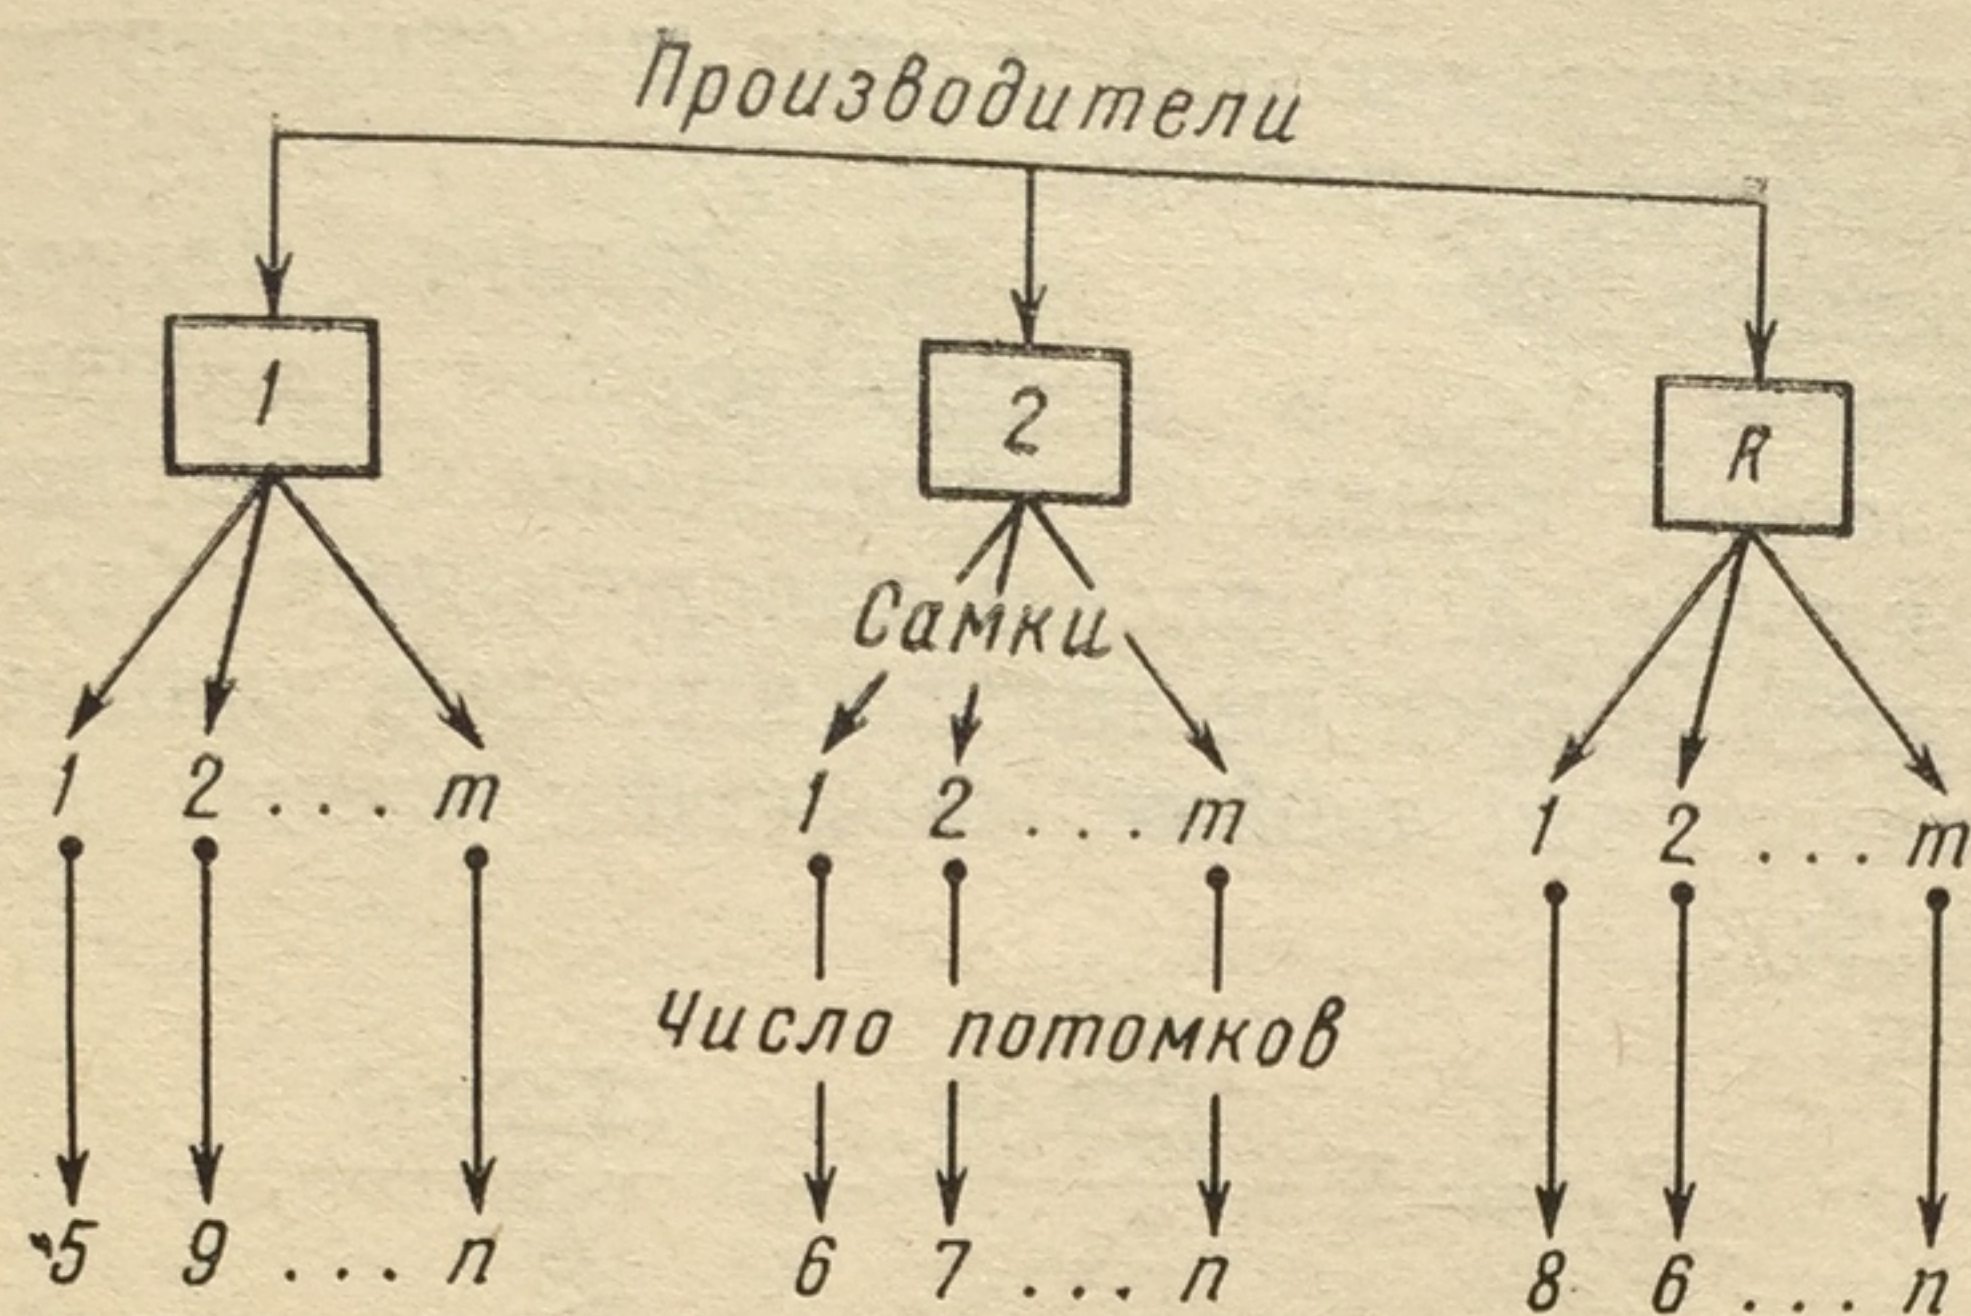 Производители
1 2 R
Самки
1 2 ... m 1 2 ... m 1 2 ... m
Число потомков
5 9 ... n 6 7 ... n 8 6 ... n